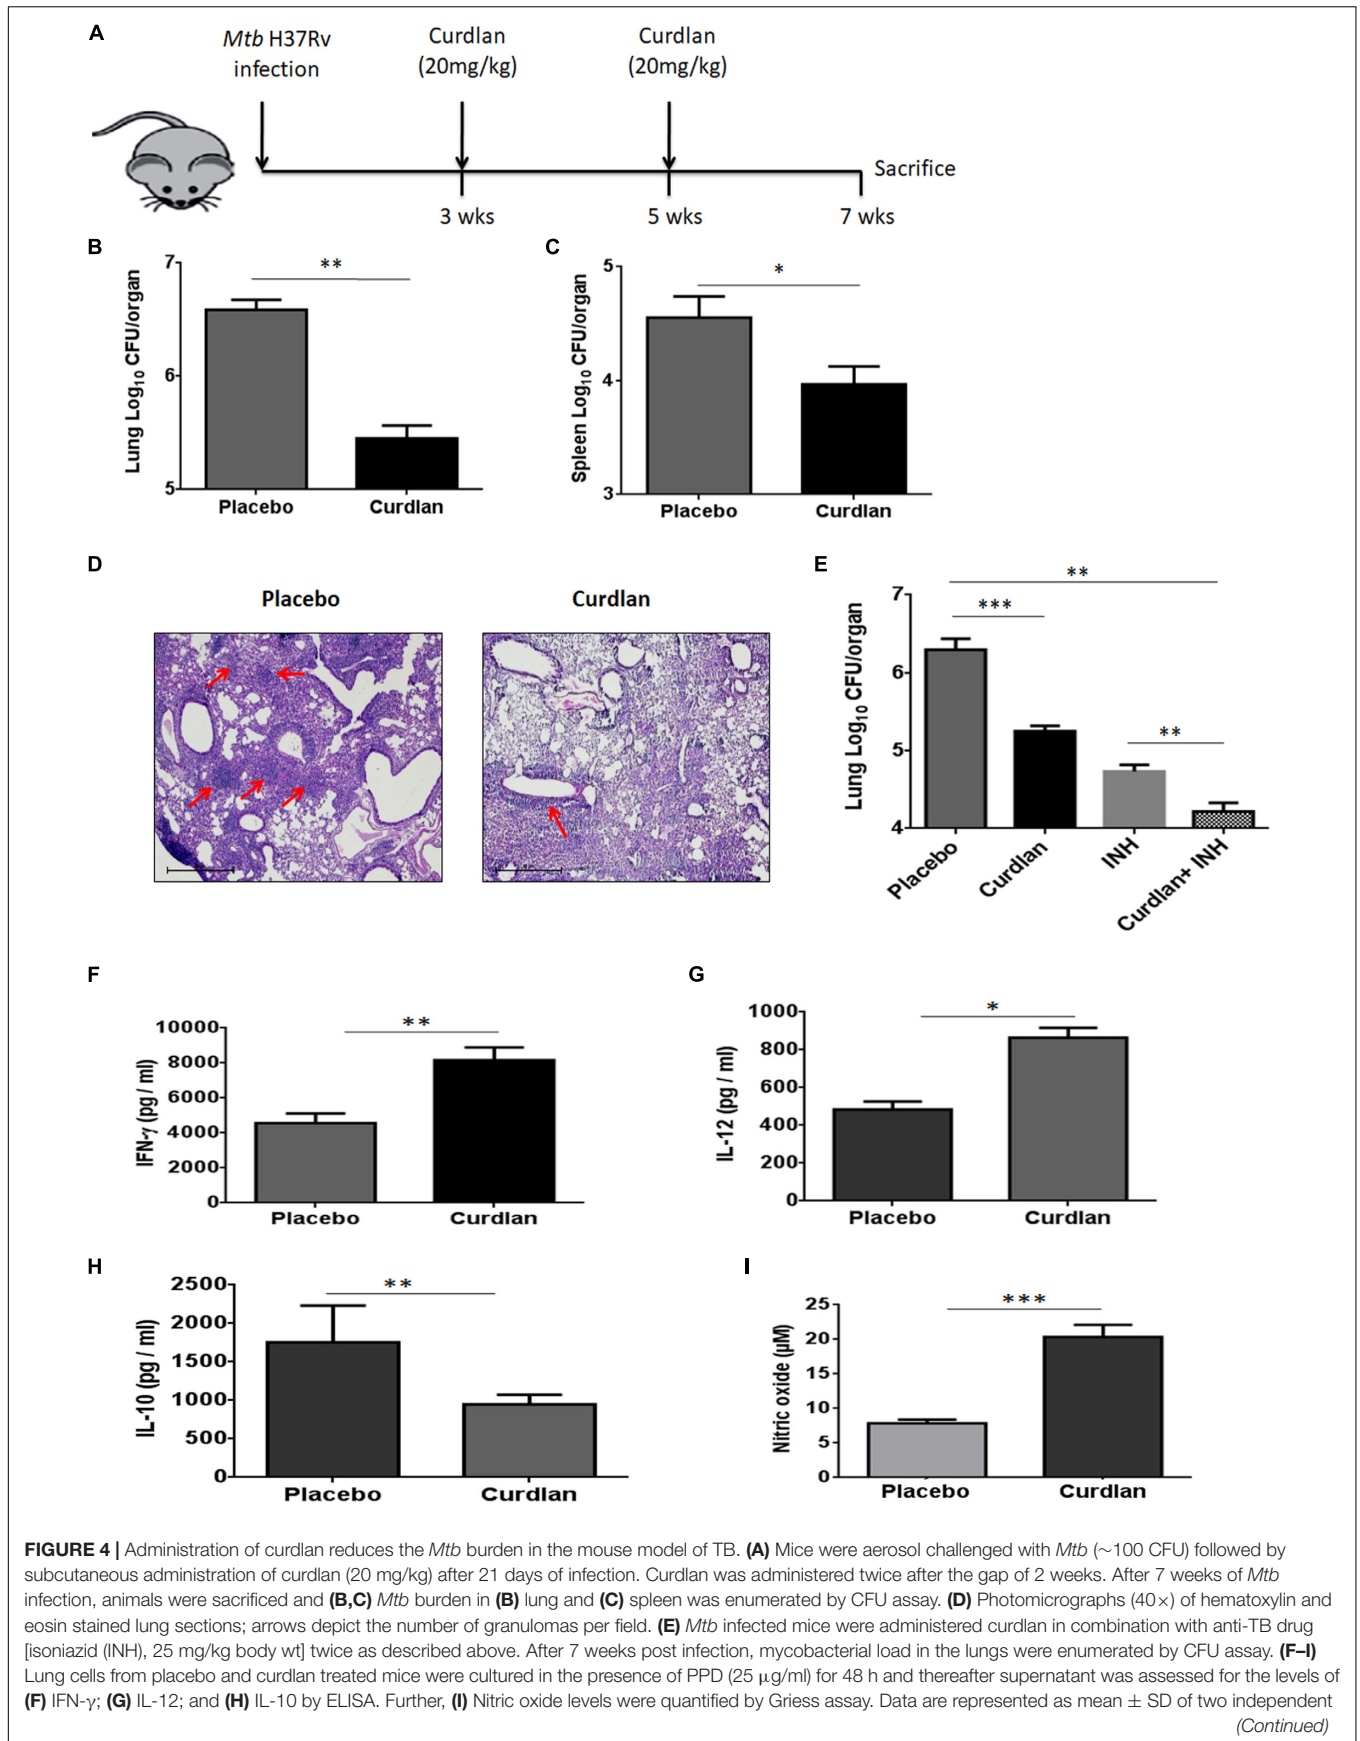 A
Mtb H37Rv
infection
Curdlan
(20mg/kg)
Curdlan
(20mg/kg)
Sacrifice
3 wks
5 wks
7 wks
B
Lung Log10 CFU/organ
7
6
5
**
Placebo
Curdlan
C
Spleen Log10 CFU/organ
5
4
3
*
Placebo
Curdlan
D
Placebo
Curdlan
E
Lung Log10 CFU/organ
7
6
5
4
**
***
**
Placebo
Curdlan
INH
Curdlan+ INH
F
IFN-γ (pg / ml)
10000
8000
6000
4000
2000
0
**
Placebo
Curdlan
G
IL-12 (pg / ml)
1000
800
600
400
200
0
*
Placebo
Curdlan
H
IL-10 (pg / ml)
2500
2000
1500
1000
500
0
**
Placebo
Curdlan
I
Nitric oxide (µM)
25
20
15
10
5
0
***
Placebo
Curdlan
FIGURE 4 | Administration of curdlan reduces the Mtb burden in the mouse model of TB. (A) Mice were aerosol challenged with Mtb (∼100 CFU) followed by
subcutaneous administration of curdlan (20 mg/kg) after 21 days of infection. Curdlan was administered twice after the gap of 2 weeks. After 7 weeks of Mtb
infection, animals were sacrificed and (B,C) Mtb burden in (B) lung and (C) spleen was enumerated by CFU assay. (D) Photomicrographs (40×) of hematoxylin and
eosin stained lung sections; arrows depict the number of granulomas per field. (E) Mtb infected mice were administered curdlan in combination with anti-TB drug
[isoniazid (INH), 25 mg/kg body wt] twice as described above. After 7 weeks post infection, mycobacterial load in the lungs were enumerated by CFU assay. (F–I)
Lung cells from placebo and curdlan treated mice were cultured in the presence of PPD (25 µg/ml) for 48 h and thereafter supernatant was assessed for the levels of
(F) IFN-γ; (G) IL-12; and (H) IL-10 by ELISA. Further, (I) Nitric oxide levels were quantified by Griess assay. Data are represented as mean ± SD of two independent
(Continued)